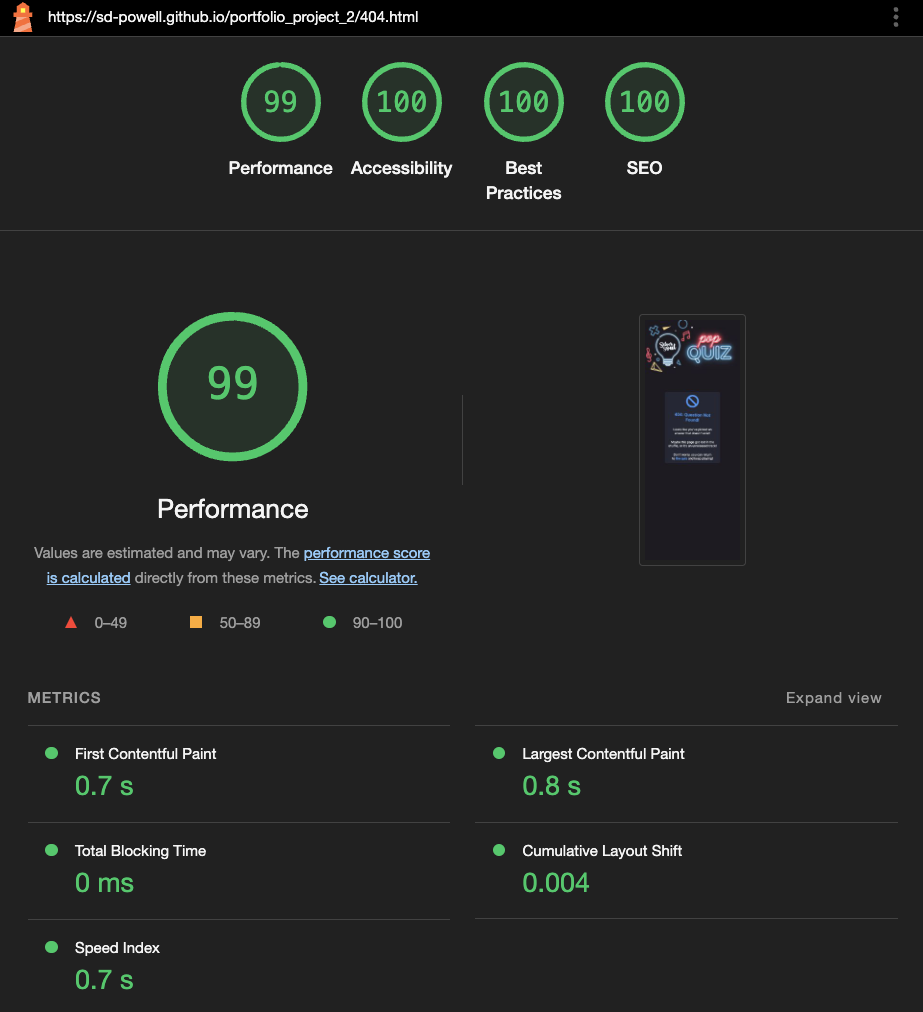 https://sd-powell.github.io/portfolio_project_2/404.html
99
100
100
100
Performance
Accessibility
Best
Practices
SEO
99
Performance
Values are estimated and may vary. The performance score
is calculated directly from these metrics. See calculator.
0–49
50–89
90–100
pop
QUIZ
METRICS
Expand view
First Contentful Paint
0.7 s
Largest Contentful Paint
0.8 s
Total Blocking Time
0 ms
Cumulative Layout Shift
0.004
Speed Index
0.7 s